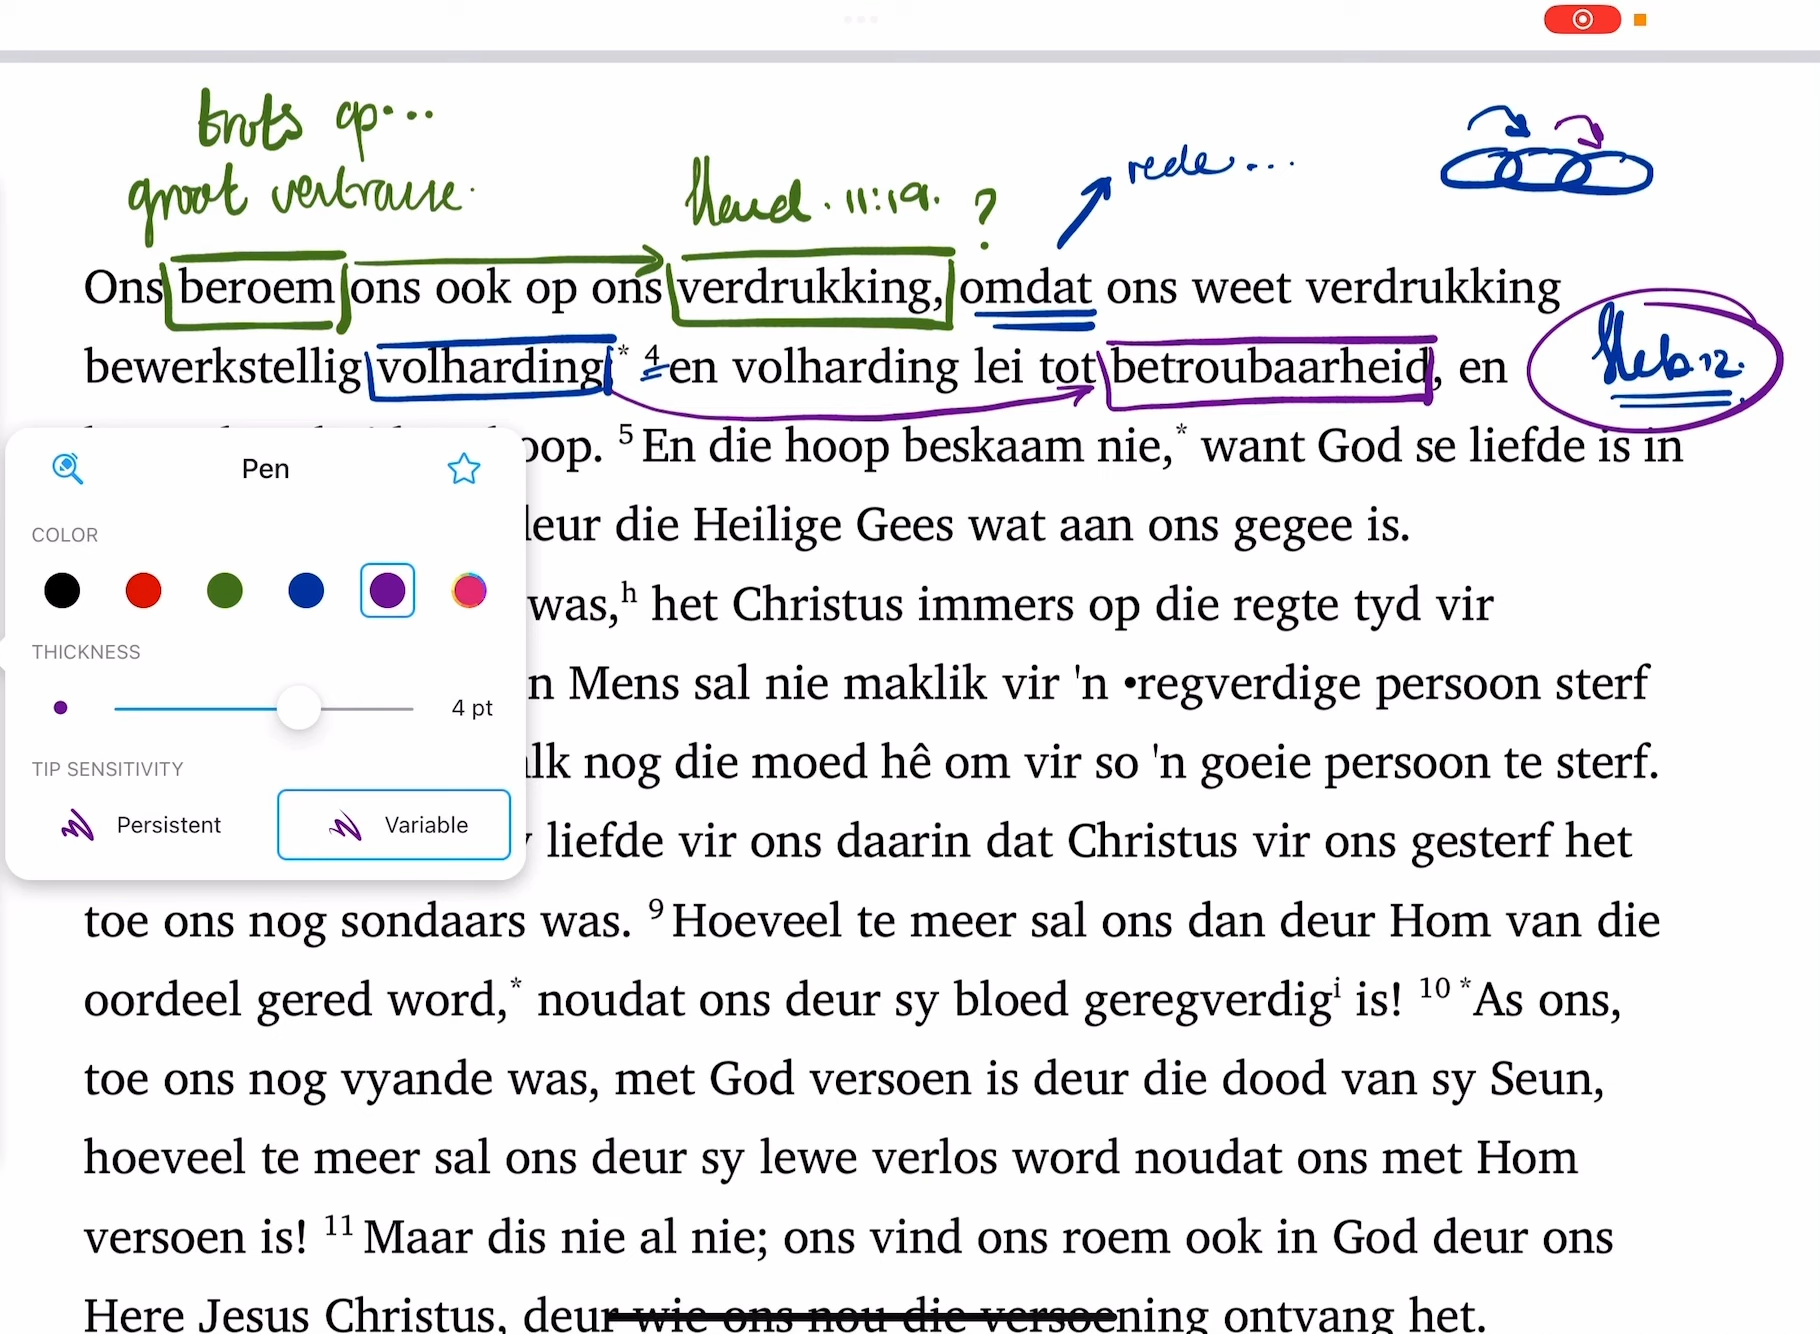 trots op...
groot vertroue.
Hand. 11:19. ?
rede...
Ons beroem ons ook op ons verdrukking, omdat ons weet verdrukking
bewerkstellig volharding,* 4 en volharding lei tot betroubaarheid, en
Heb. 12.
oop. 5 En die hoop beskaam nie,* want God se liefde is in
leur die Heilige Gees wat aan ons gegee is.
was,h het Christus immers op die regte tyd vir
n Mens sal nie maklik vir 'n •regverdige persoon sterf
lk nog die moed hê om vir so 'n goeie persoon te sterf.
liefde vir ons daarin dat Christus vir ons gesterf het
toe ons nog sondaars was. 9 Hoeveel te meer sal ons dan deur Hom van die
oordeel gered word,* noudat ons deur sy bloed geregverdig i is! 10 * As ons,
toe ons nog vyande was, met God versoen is deur die dood van sy Seun,
hoeveel te meer sal ons deur sy lewe verlos word noudat ons met Hom
versoen is! 11 Maar dis nie al nie; ons vind ons roem ook in God deur ons
Here Jesus Christus, deur wie ons nou die versoening ontvang het.
Pen
COLOR
THICKNESS
4 pt
TIP SENSITIVITY
Persistent
Variable